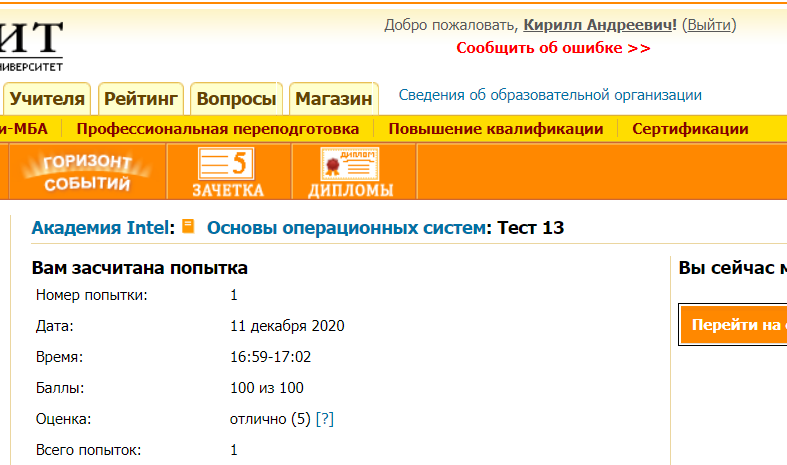 ИТ
НИВЕРСИТЕТ
Добро пожаловать, Кирилл Андреевич! (Выйти)
Сообщить об ошибке >>
Учителя Рейтинг Вопросы Магазин Сведения об образовательной организации
и-МБА Профессиональная переподготовка Повышение квалификации Сертификации
ГОРИЗОНТ
СОБЫТИЙ
5
ЗАЧЕТКА
ДИПЛОМ
ДИПЛОМЫ
Академия Intel: Основы операционных систем: Тест 13
Вам засчитана попытка
Номер попытки: 1
Дата: 11 декабря 2020
Время: 16:59-17:02
Баллы: 100 из 100
Оценка: отлично (5) [?]
Всего попыток: 1
Вы сейчас м
Перейти на